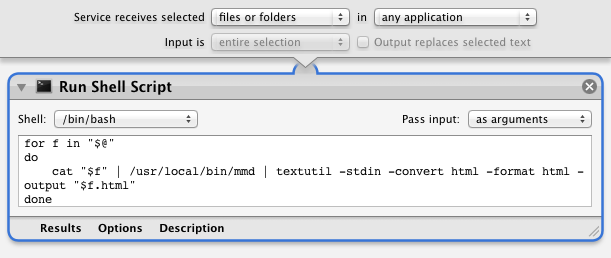 Service receives selected files or folders in any application
Input is entire selection Output replaces selected text
Run Shell Script
Shell: /bin/bash Pass input: as arguments
for f in "$@"
do
    cat "$f" | /usr/local/bin/mmd | textutil -stdin -convert html -format html -
output "$f.html"
done
Results Options Description